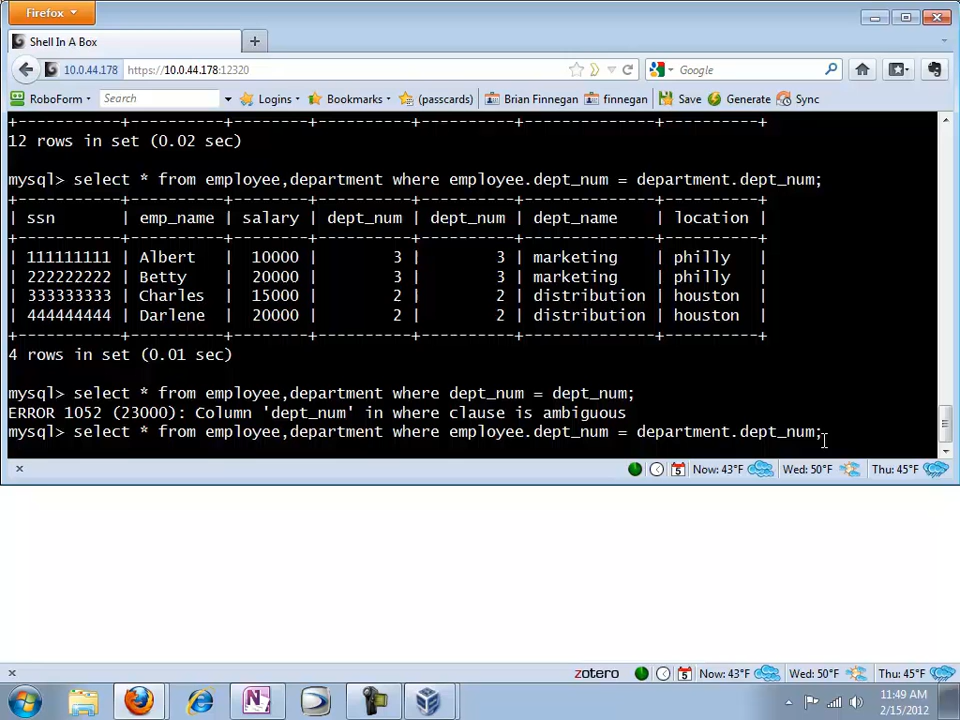 Firefox
Shell In A Box
10.0.44.178 https://10.0.44.178:12320 Google
RoboForm Search Logins Bookmarks (passcards) Brian Finnegan finnegan Save Generate Sync
+-----------+----------+--------+----------+----------+--------------+----------+
12 rows in set (0.02 sec)
mysql> select * from employee,department where employee.dept_num = department.dept_num;
+-----------+----------+--------+----------+----------+--------------+----------+
| ssn | emp_name | salary | dept_num | dept_num | dept_name | location |
+-----------+----------+--------+----------+----------+--------------+----------+
| 111111111 | Albert | 10000 | 3 | 3 | marketing | philly |
| 222222222 | Betty | 20000 | 3 | 3 | marketing | philly |
| 333333333 | Charles | 15000 | 2 | 2 | distribution | houston |
| 444444444 | Darlene | 20000 | 2 | 2 | distribution | houston |
+-----------+----------+--------+----------+----------+--------------+----------+
4 rows in set (0.01 sec)
mysql> select * from employee,department where dept_num = dept_num;
ERROR 1052 (23000): Column 'dept_num' in where clause is ambiguous
mysql> select * from employee,department where employee.dept_num = department.dept_num;
5 Now: 43°F Wed: 50°F Thu: 45°F
zotero 5 Now: 43°F Wed: 50°F Thu: 45°F
11:49 AM
2/15/2012